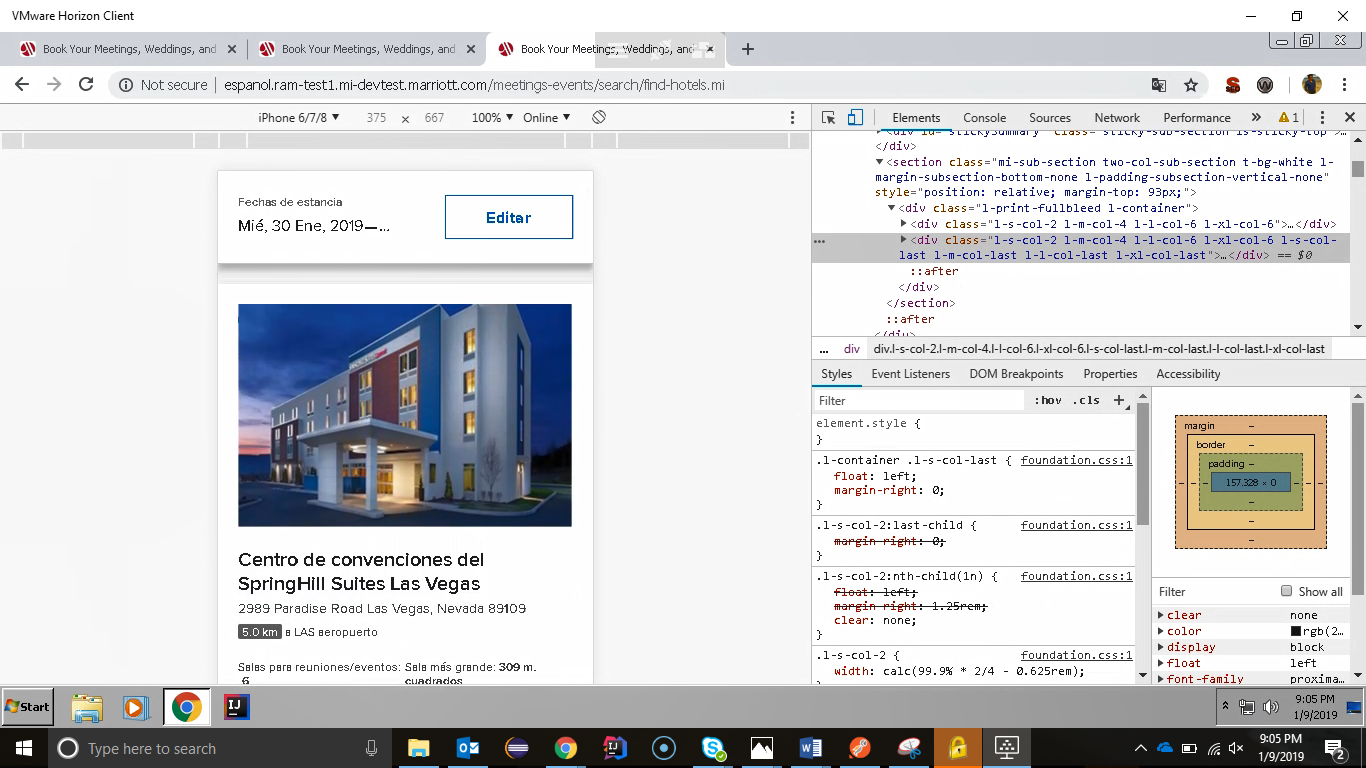 VMware Horizon Client
Book Your Meetings, Weddings, and
Book Your Meetings, Weddings, and
Book Your Meetings, Weddings, and
Not secure | espanol.ram-test1.mi-devtest.marriott.com/meetings-events/search/find-hotels.mi
iPhone 6/7/8 ▼ 375 × 667 100% ▼ Online ▼
Elements Console Sources Network Performance » 1
▶<div id="stickySummary" class="sticky-sub-section is-sticky-top">…
</div>
▼<section class="mi-sub-section two-col-sub-section t-bg-white l-
margin-subsection-bottom-none l-padding-subsection-vertical-none"
style="position: relative; margin-top: 93px;">
▼<div class="l-print-fullbleed l-container">
▶<div class="l-s-col-2 l-m-col-4 l-l-col-6 l-xl-col-6">…</div>
… ▶<div class="l-s-col-2 l-m-col-4 l-l-col-6 l-xl-col-6 l-s-col-
last l-m-col-last l-l-col-last l-xl-col-last">…</div> == $0
::after
</div>
</section>
::after
</div>
... div div.l-s-col-2.l-m-col-4.l-l-col-6.l-xl-col-6.l-s-col-last.l-m-col-last.l-l-col-last.l-xl-col-last
Styles Event Listeners DOM Breakpoints Properties Accessibility
Filter :hov .cls +
element.style {
}
.l-container .l-s-col-last { foundation.css:1
float: left;
margin-right: 0;
}
.l-s-col-2:last-child { foundation.css:1
margin-right: 0;
}
.l-s-col-2:nth-child(1n) { foundation.css:1
float: left;
margin-right: 1.25rem;
clear: none;
}
.l-s-col-2 { foundation.css:1
width: calc(99.9% * 2/4 - 0.625rem);
margin –
border –
padding –
157.328 × 0
Filter Show all
▶clear none
▶color rgb(2…
▶display block
▶float left
▶font-family proxima…
Fechas de estancia
Mié, 30 Ene, 2019—...
Editar
Centro de convenciones del
SpringHill Suites Las Vegas
2989 Paradise Road Las Vegas, Nevada 89109
5.0 km a LAS aeropuerto
Salas para reuniones/eventos: Sala más grande: 309 m.
6 cuadrados
Start
9:05 PM
1/9/2019
Type here to search
9:05 PM
1/9/2019
2